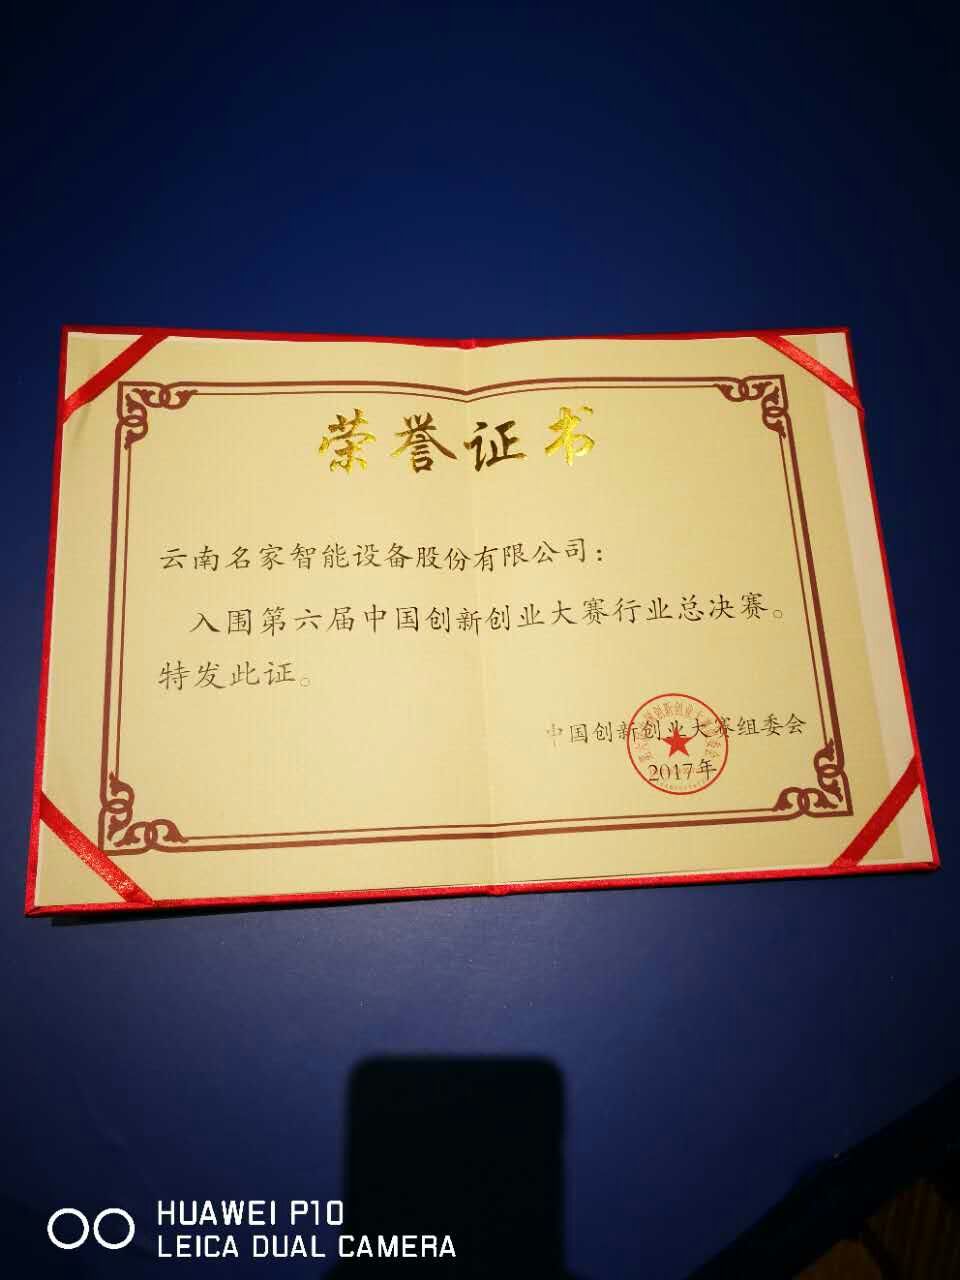 荣誉证书
云南名家智能设备股份有限公司：
入围第六届中国创新创业大赛行业总决赛。
特发此证。
中国创新创业大赛组委会
2017年
HUAWEI P10
LEICA DUAL CAMERA